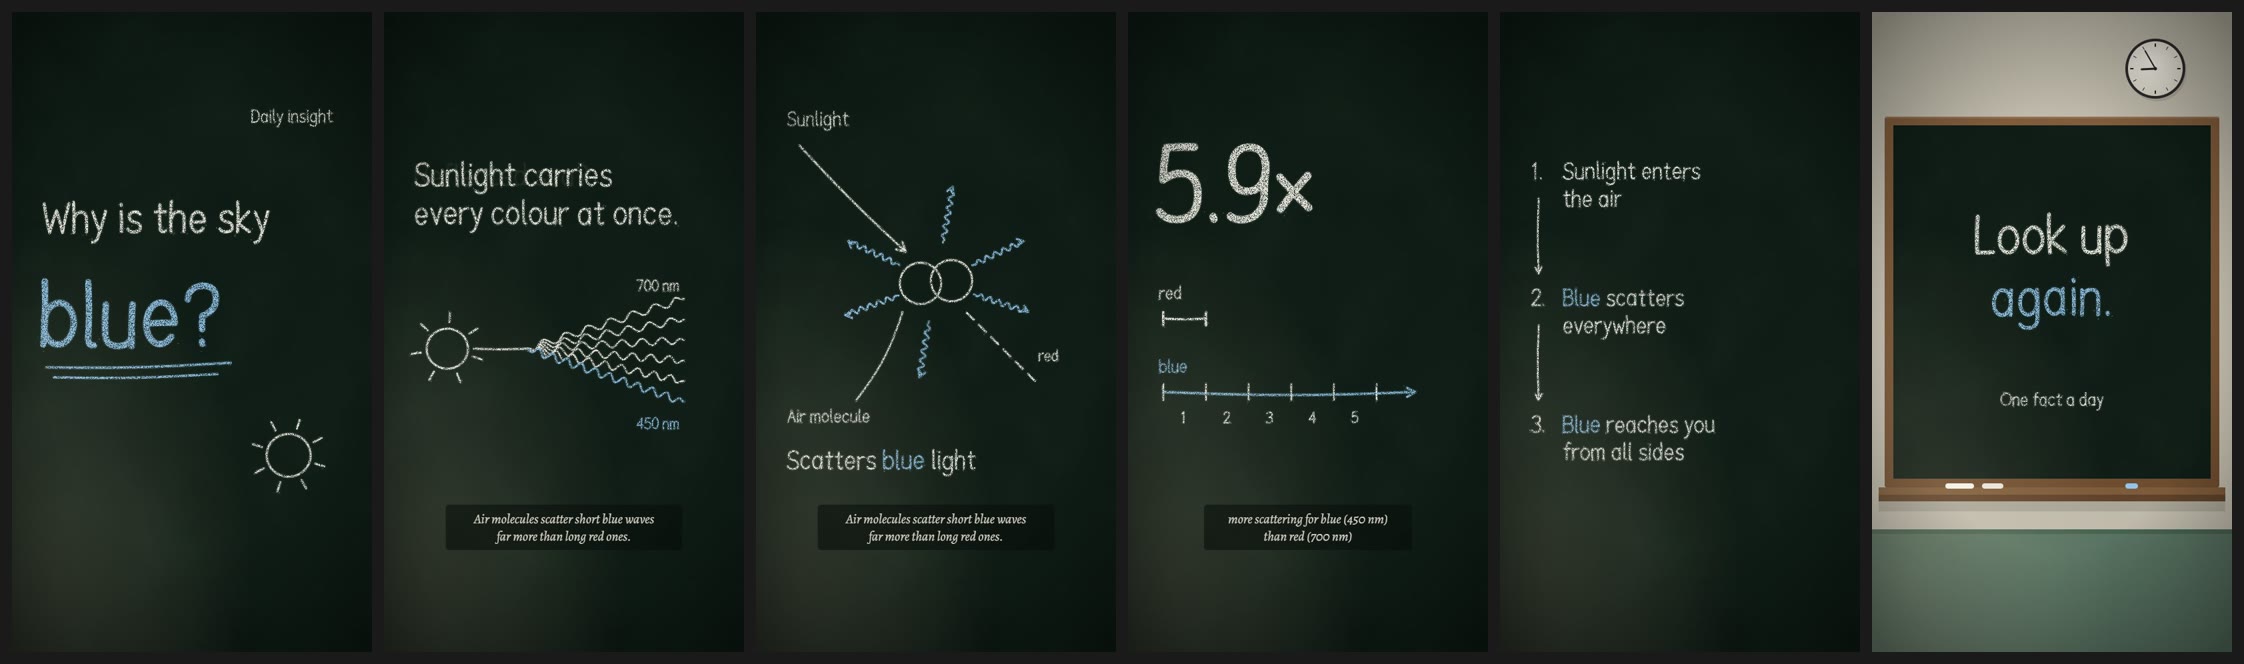 Daily insight
Why is the sky
blue?
Sunlight carries
every colour at once.
700 nm
450 nm
Air molecules scatter short blue waves
far more than long red ones.
Sunlight
red
Air molecule
Scatters blue light
Air molecules scatter short blue waves
far more than long red ones.
5.9x
red
blue
1 2 3 4 5
more scattering for blue (450 nm)
than red (700 nm)
1. Sunlight enters
the air
2. Blue scatters
everywhere
3. Blue reaches you
from all sides
Look up
again.
One fact a day